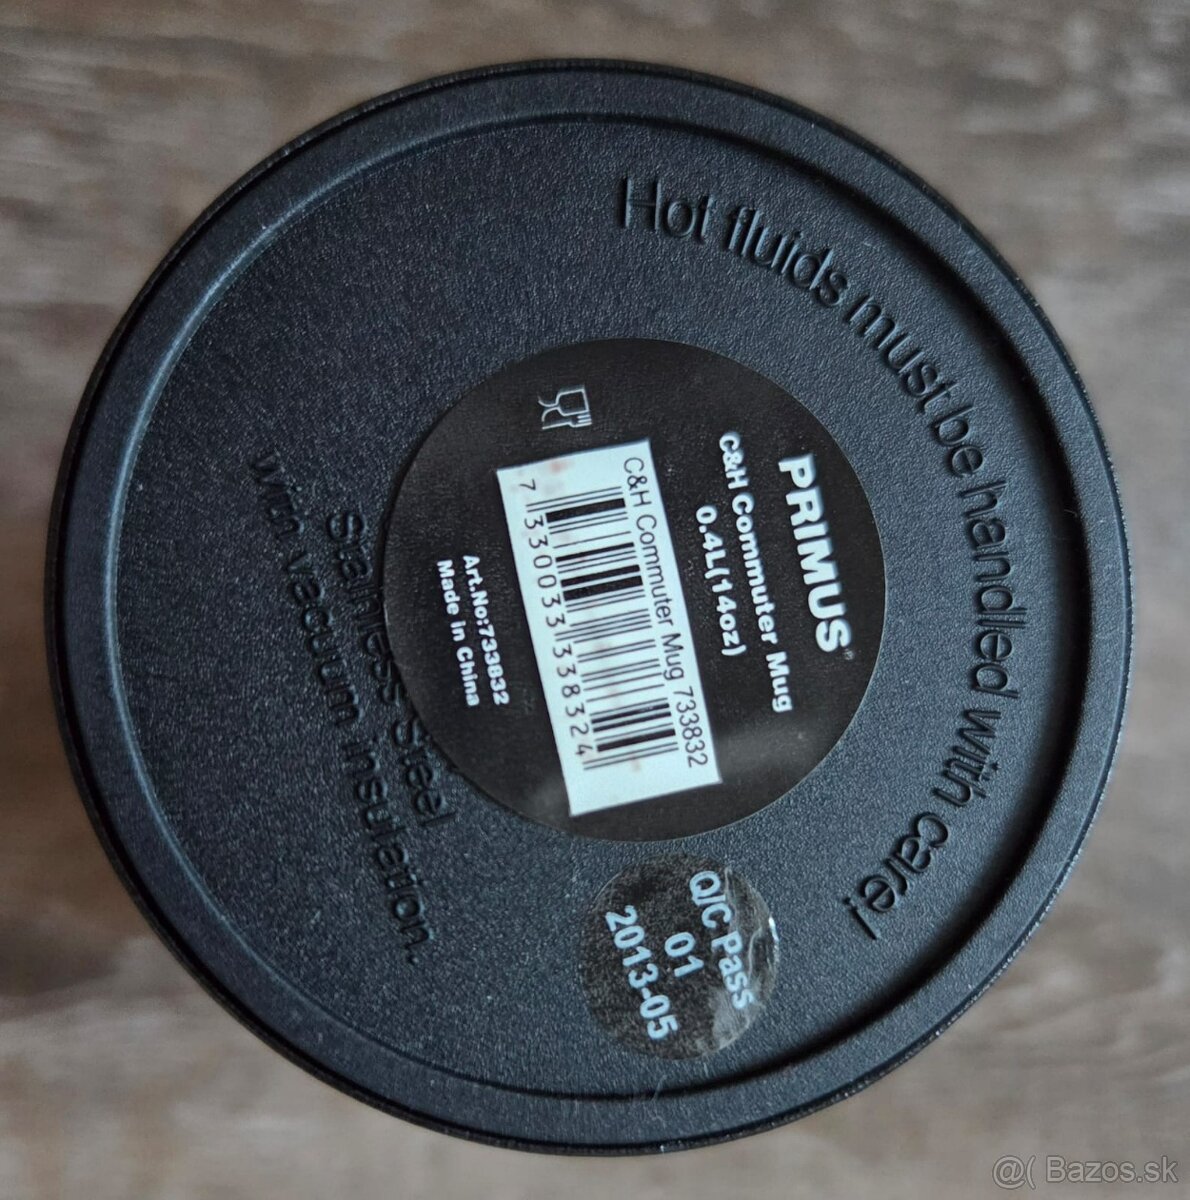 Hot fluids must be handled with care!
PRIMUS®
C&H Commuter Mug
0.4L(14oz)
C&H Commuter Mug 733832
7 330033 338324
Art.No:733832
Made in China
Stainless Steel
with vacuum insulation.
Q/C Pass
01
2013-05
@( Bazos.sk